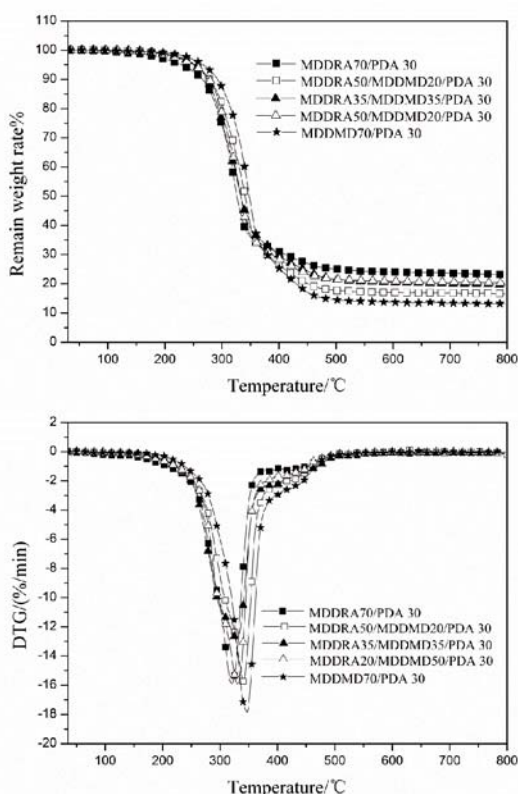 110
100
90
80
70
60
50
40
30
20
10
0
Remain weight rate%
MDDRA70/PDA 30
MDDRA50/MDDMD20/PDA 30
MDDRA35/MDDMD35/PDA 30
MDDRA50/MDDMD20/PDA 30
MDDMD70/PDA 30
100 200 300 400 500 600 700 800
Temperature/℃
2
0
-2
-4
-6
-8
-10
-12
-14
-16
-18
-20
DTG/(%/min)
MDDRA70/PDA 30
MDDRA50/MDDMD20/PDA 30
MDDRA35/MDDMD35/PDA 30
MDDRA20/MDDMD50/PDA 30
MDDMD70/PDA 30
100 200 300 400 500 600 700 800
Temperature/℃